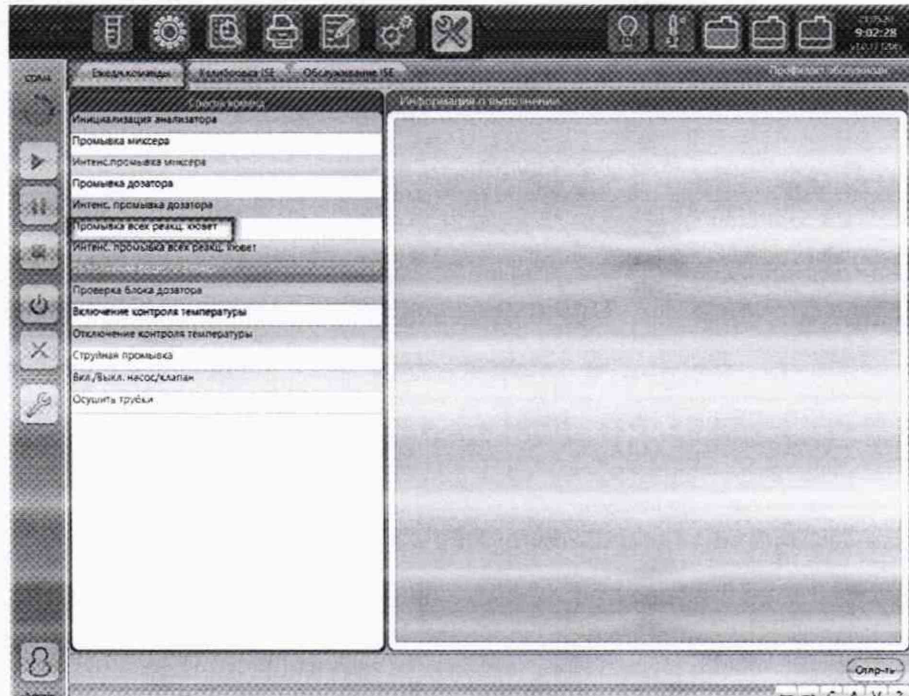 9:02:28
COM4
Ежедн.команды Калибровка ISE Обслуживание ISE
Список команд
Информация о выполнении
Инициализация анализатора
Промывка миксера
Интенс.промывка миксера
Промывка дозатора
Интенс. промывка дозатора
Промывка всех реакц. кювет
Интенс. промывка всех реакц. кювет
Проверка блока дозатора
Включение контроля температуры
Отключение контроля температуры
Струйная промывка
Вкл./Выкл. насос/клапан
Осушить трубки